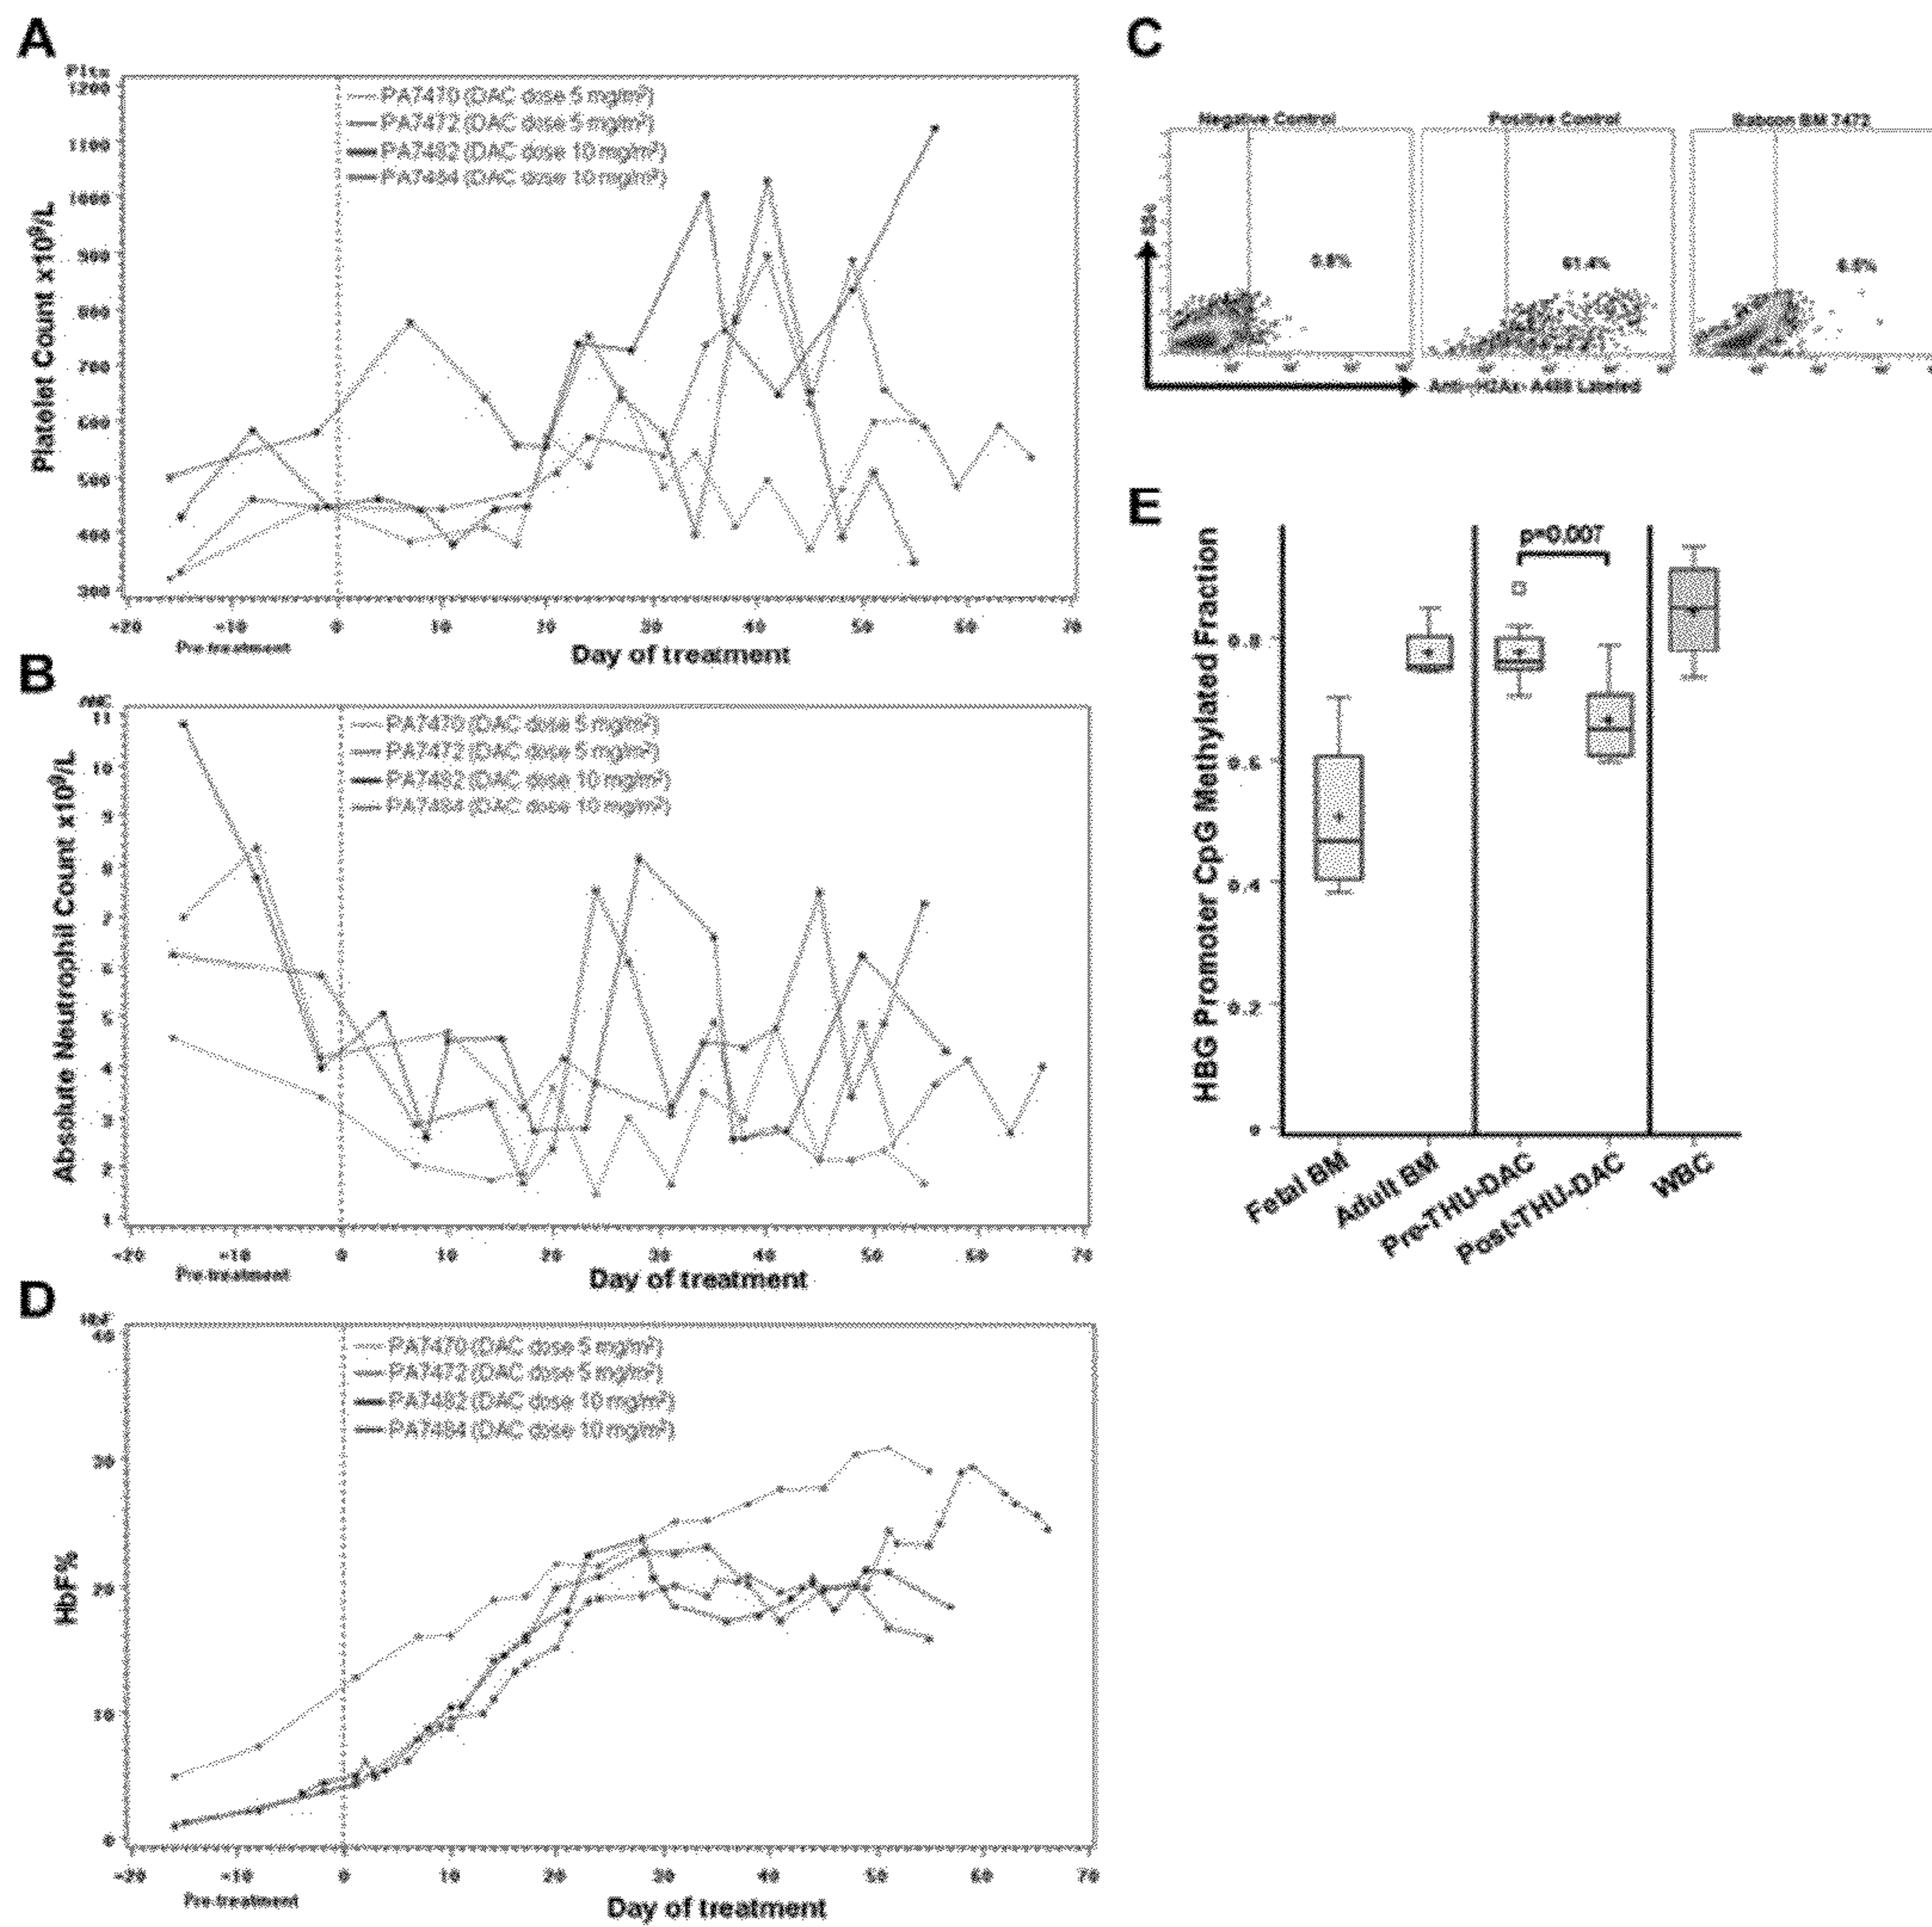 A
Plts
1200
1100
1000
900
800
700
600
500
400
300
Platelet Count x10⁹/L
PA7470 (DAC dose 5 mg/m²)
PA7472 (DAC dose 5 mg/m²)
PA7482 (DAC dose 10 mg/m²)
PA7484 (DAC dose 10 mg/m²)
-20 -10 0 10 20 30 40 50 60 70
Pre-treatment
Day of treatment
B
ANC
11
10
9
8
7
6
5
4
3
2
1
Absolute Neutrophil Count x10⁹/L
PA7470 (DAC dose 5 mg/m²)
PA7472 (DAC dose 5 mg/m²)
PA7482 (DAC dose 10 mg/m²)
PA7484 (DAC dose 10 mg/m²)
-20 -10 0 10 20 30 40 50 60 70
Pre-treatment
Day of treatment
D
HbF
40
30
20
10
0
HbF%
PA7470 (DAC dose 5 mg/m²)
PA7472 (DAC dose 5 mg/m²)
PA7482 (DAC dose 10 mg/m²)
PA7484 (DAC dose 10 mg/m²)
-20 -10 0 10 20 30 40 50 60 70
Pre-treatment
Day of treatment
C
Negative Control
Positive Control
Baboon BM 7472
SSc
61.4%
Labeled
E
HBG Promoter CpG Methylated Fraction
p=0.007
0.8
0.6
0.4
0.2
0
Fetal BM
Adult BM
Pre-THU-DAC
Post-THU-DAC
WBC